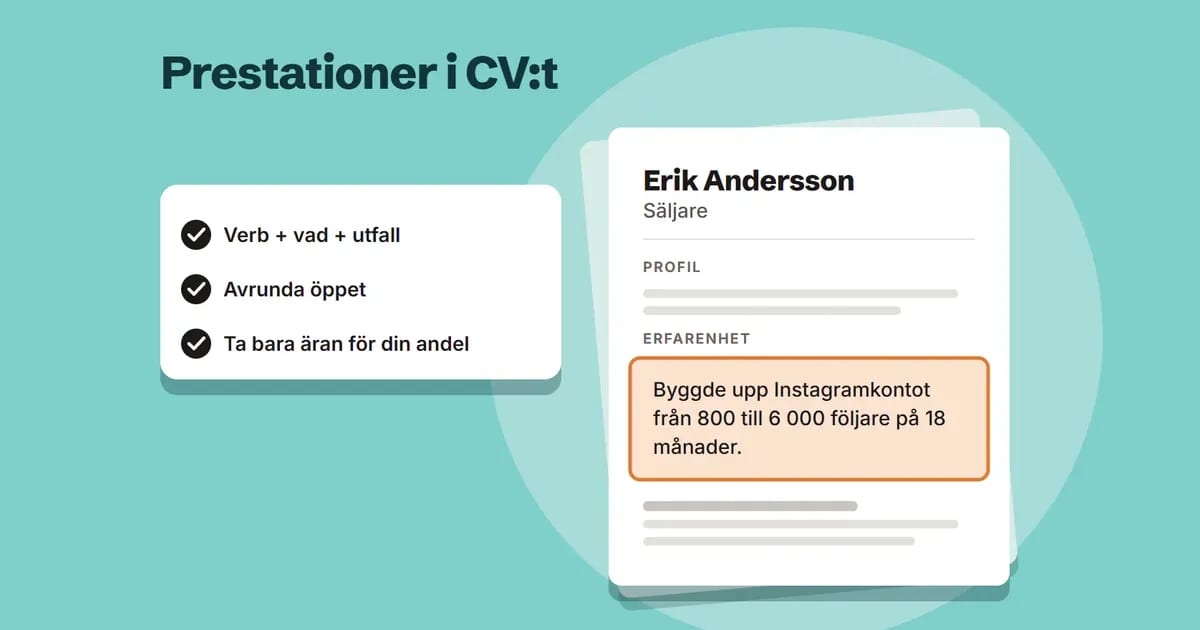 Prestationer i CV:t
Verb + vad + utfall
Avrunda öppet
Ta bara äran för din andel
Erik Andersson
Säljare
PROFIL
ERFARENHET
Byggde upp Instagramkontot
från 800 till 6 000 följare på 18
månader.